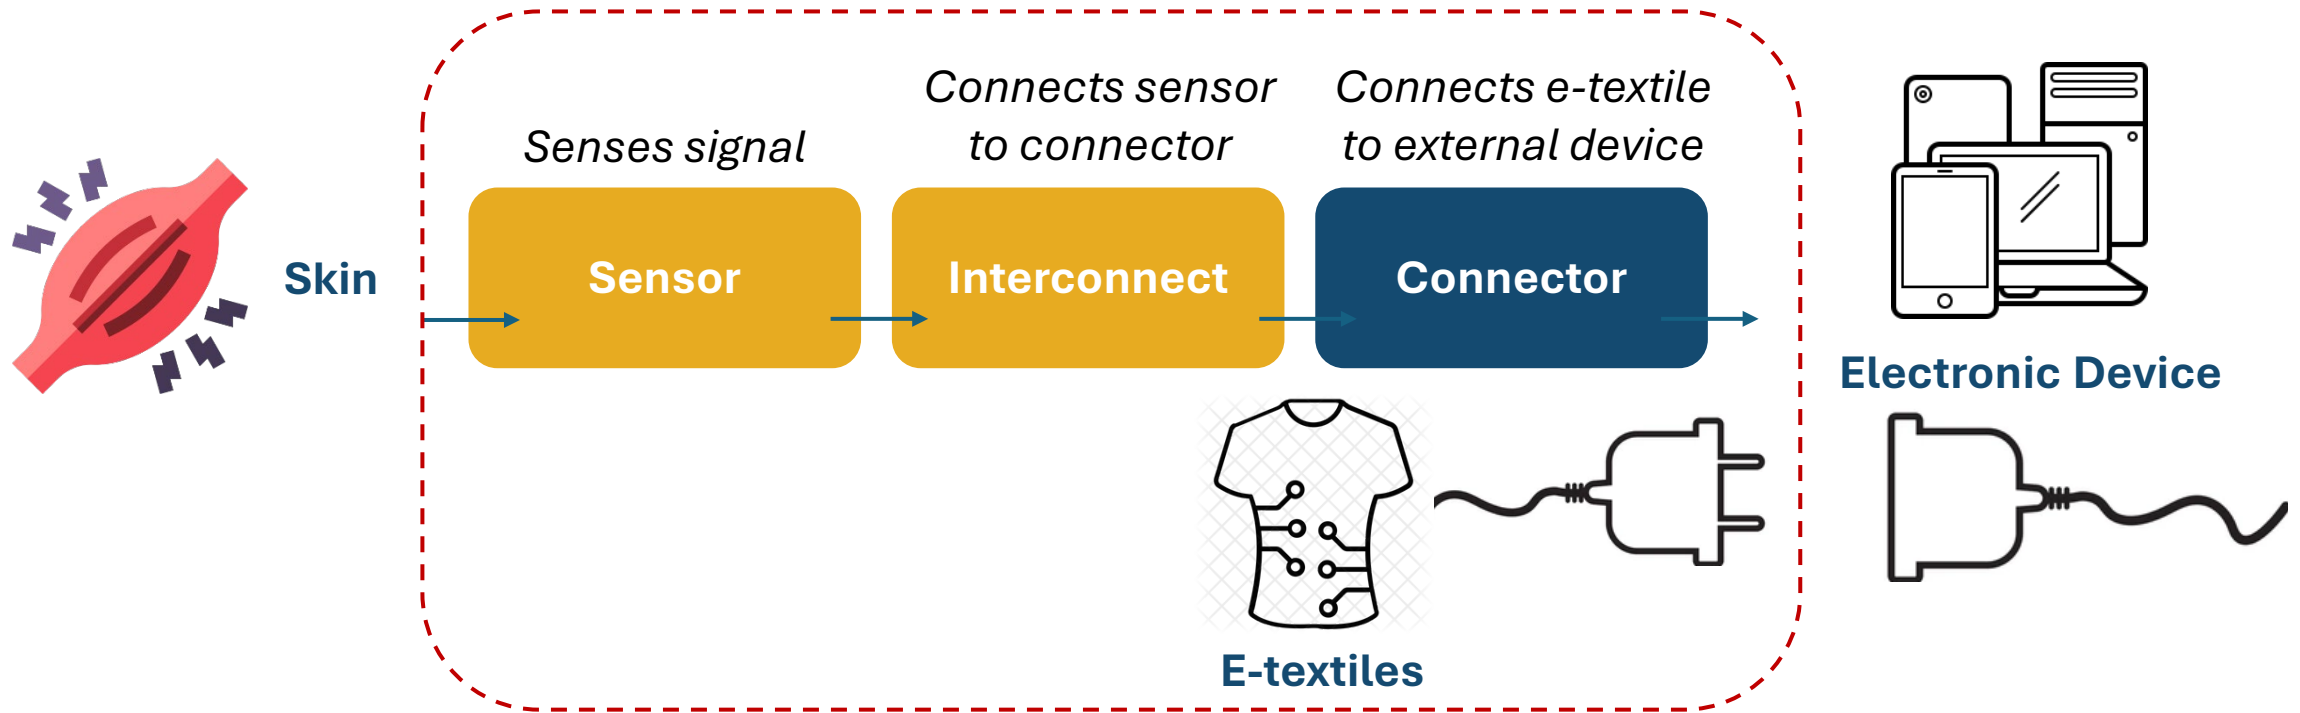 Connects sensor
to connector
Connects e-textile
to external device
Senses signal
Skin
Sensor
Interconnect
Connector
Electronic Device
E-textiles